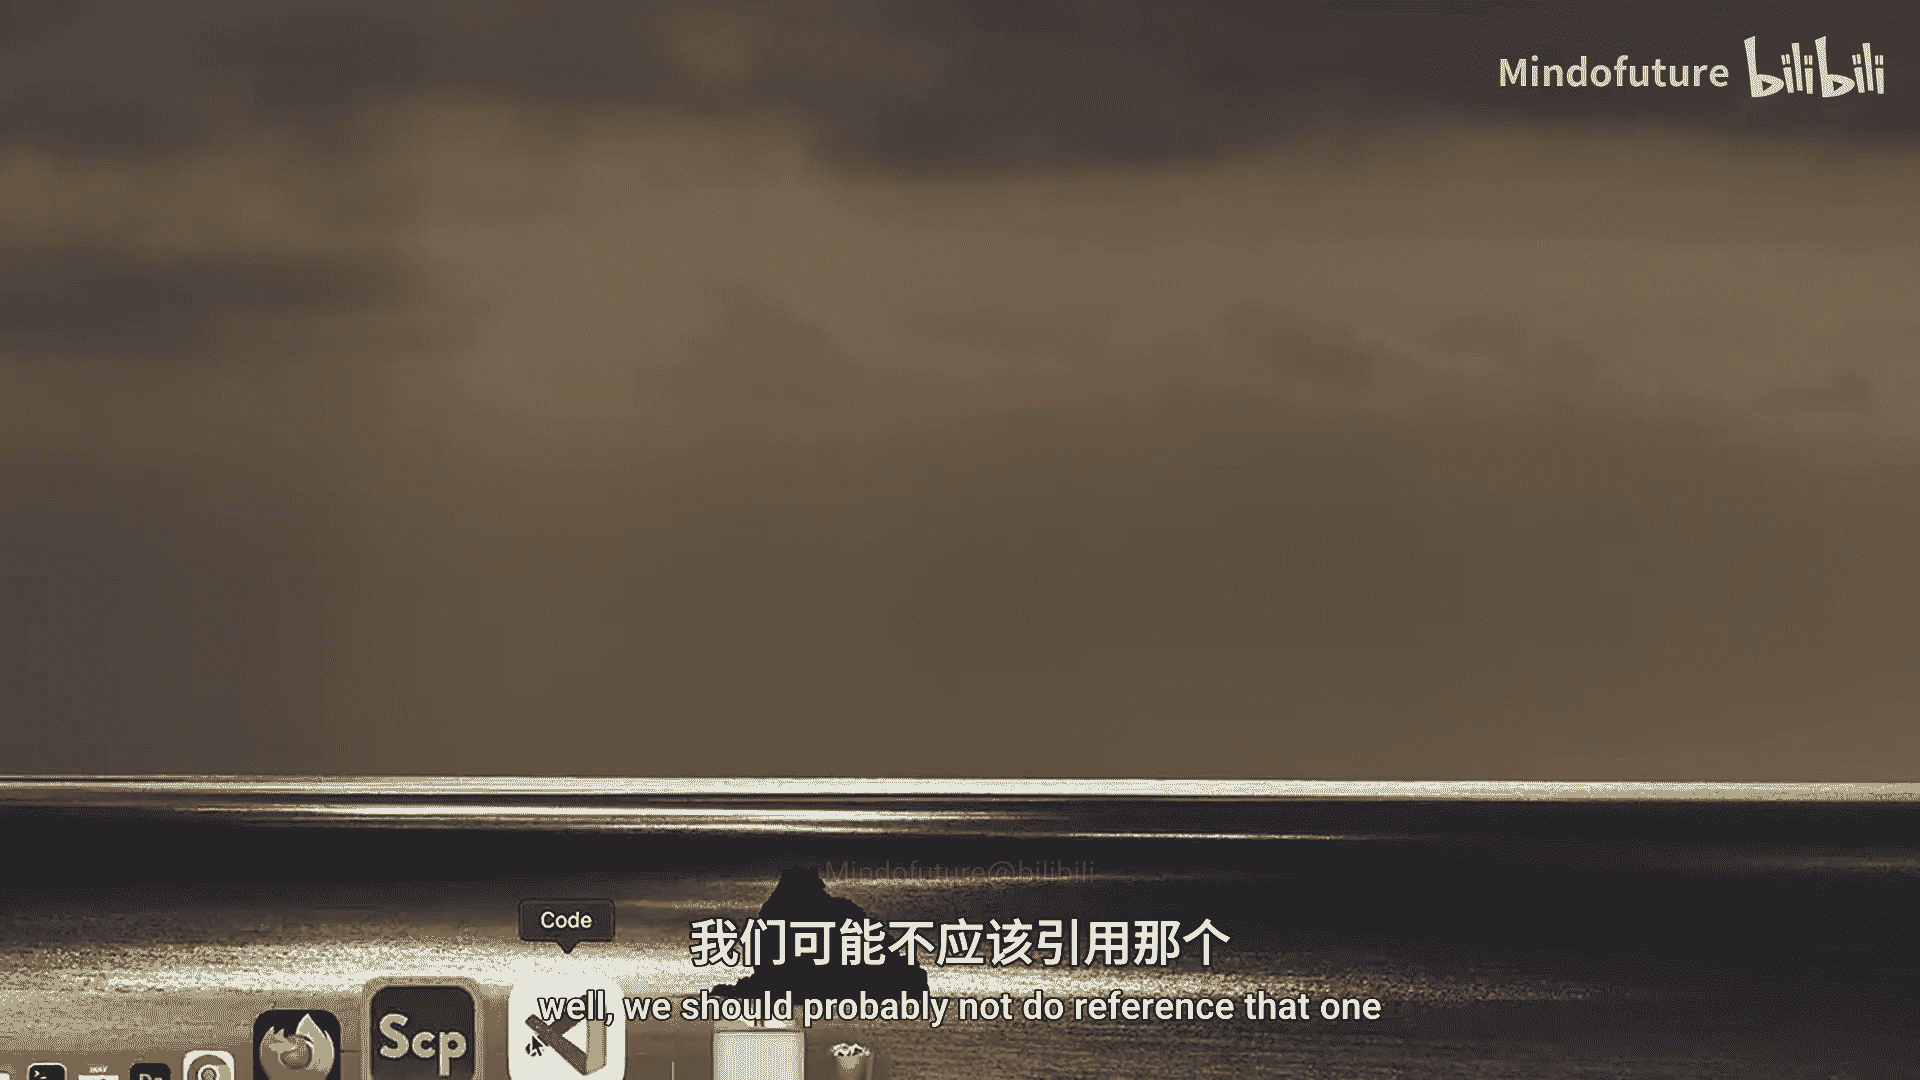 Mindofuture bilibili
Mindofuture@bilibili
Code
我们可能不应该引用那个
well, we should probably not do reference that one
Scp